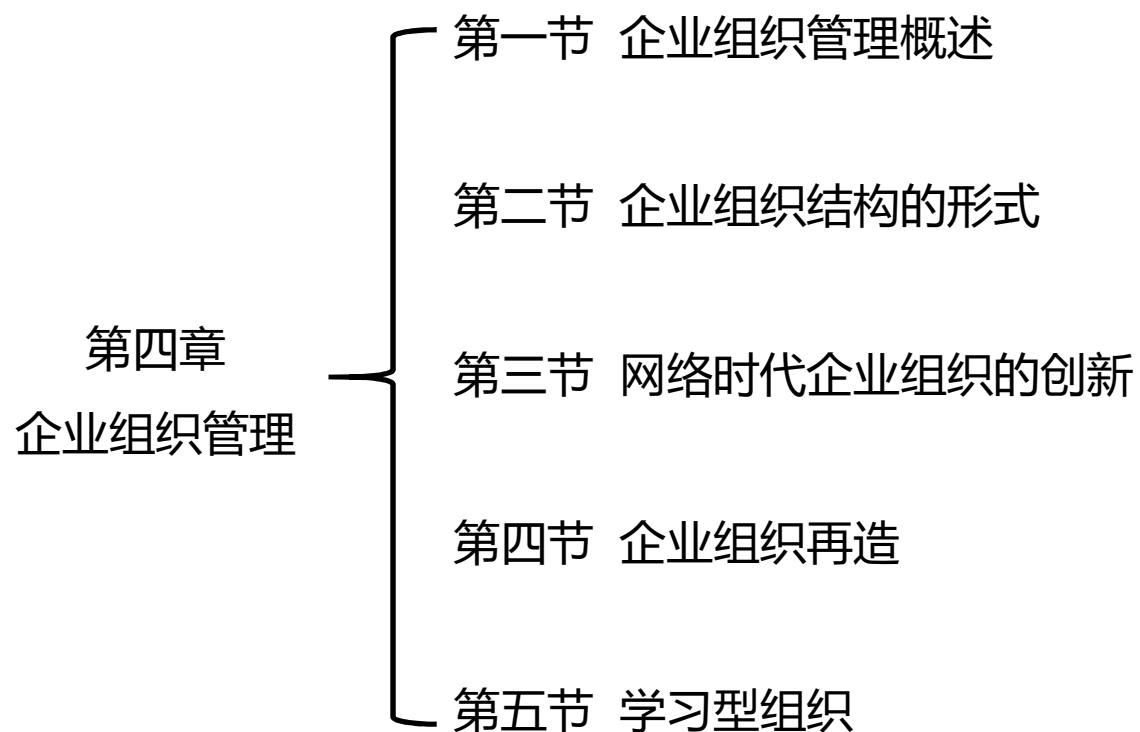 第四章
企业组织管理
第一节 企业组织管理概述
第二节 企业组织结构的形式
第三节 网络时代企业组织的创新
第四节 企业组织再造
第五节 学习型组织